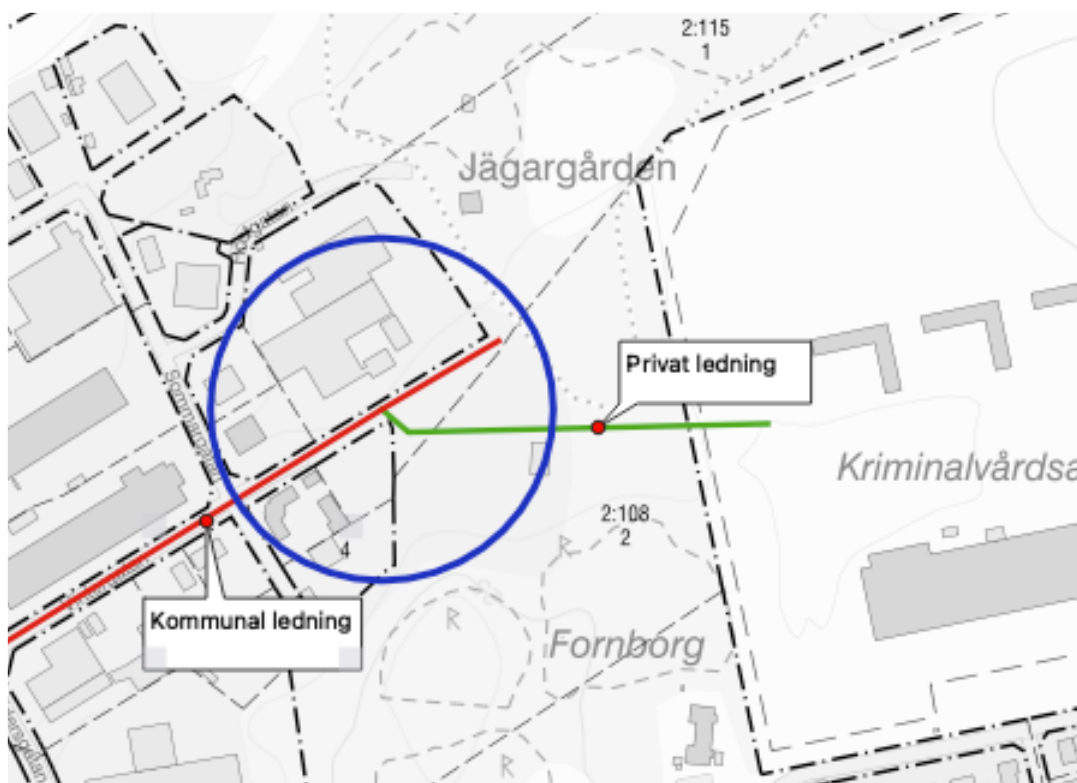 2:115
1
Jägargården
Privat ledning
Kriminalvårdsa
2:108
2
4
Kommunal ledning
Fornborg
R
R
R